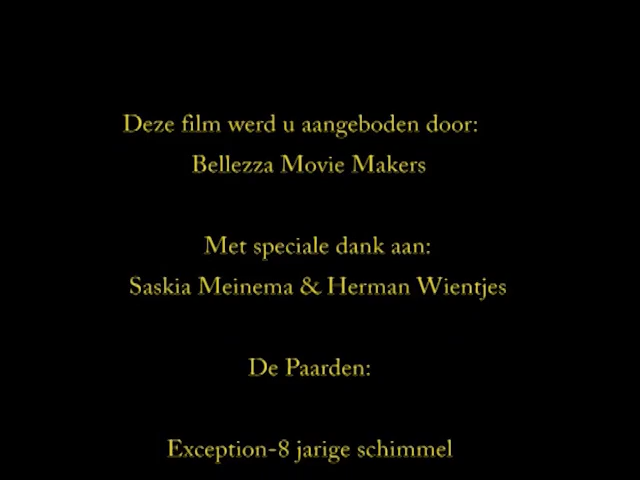 Deze film werd u aangeboden door:
Bellezza Movie Makers
Met speciale dank aan:
Saskia Meinema & Herman Wientjes
De Paarden:
Exception-8 jarige schimmel